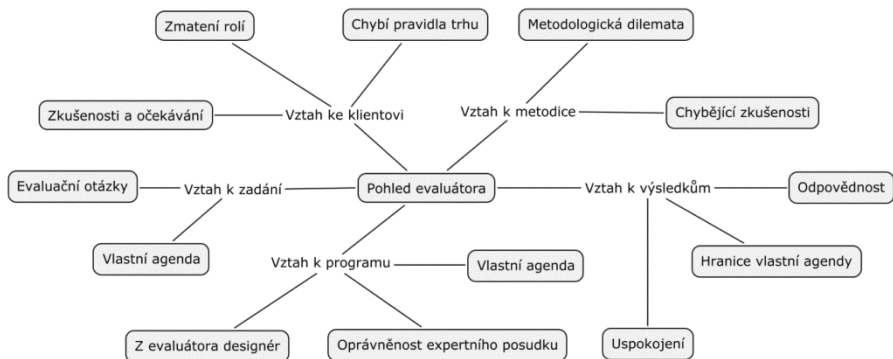 Zmatení rolí
Chybí pravidla trhu
Metodologická dilemata
Zkušenosti a očekávání
Vztah ke klientovi
Vztah k metodice
Chybějící zkušenosti
Evaluační otázky
Vztah k zadání
Pohled evaluátora
Vztah k výsledkům
Odpovědnost
Vlastní agenda
Vztah k programu
Vlastní agenda
Hranice vlastní agendy
Z evaluátora designér
Oprávněnost expertního posudku
Uspokojení